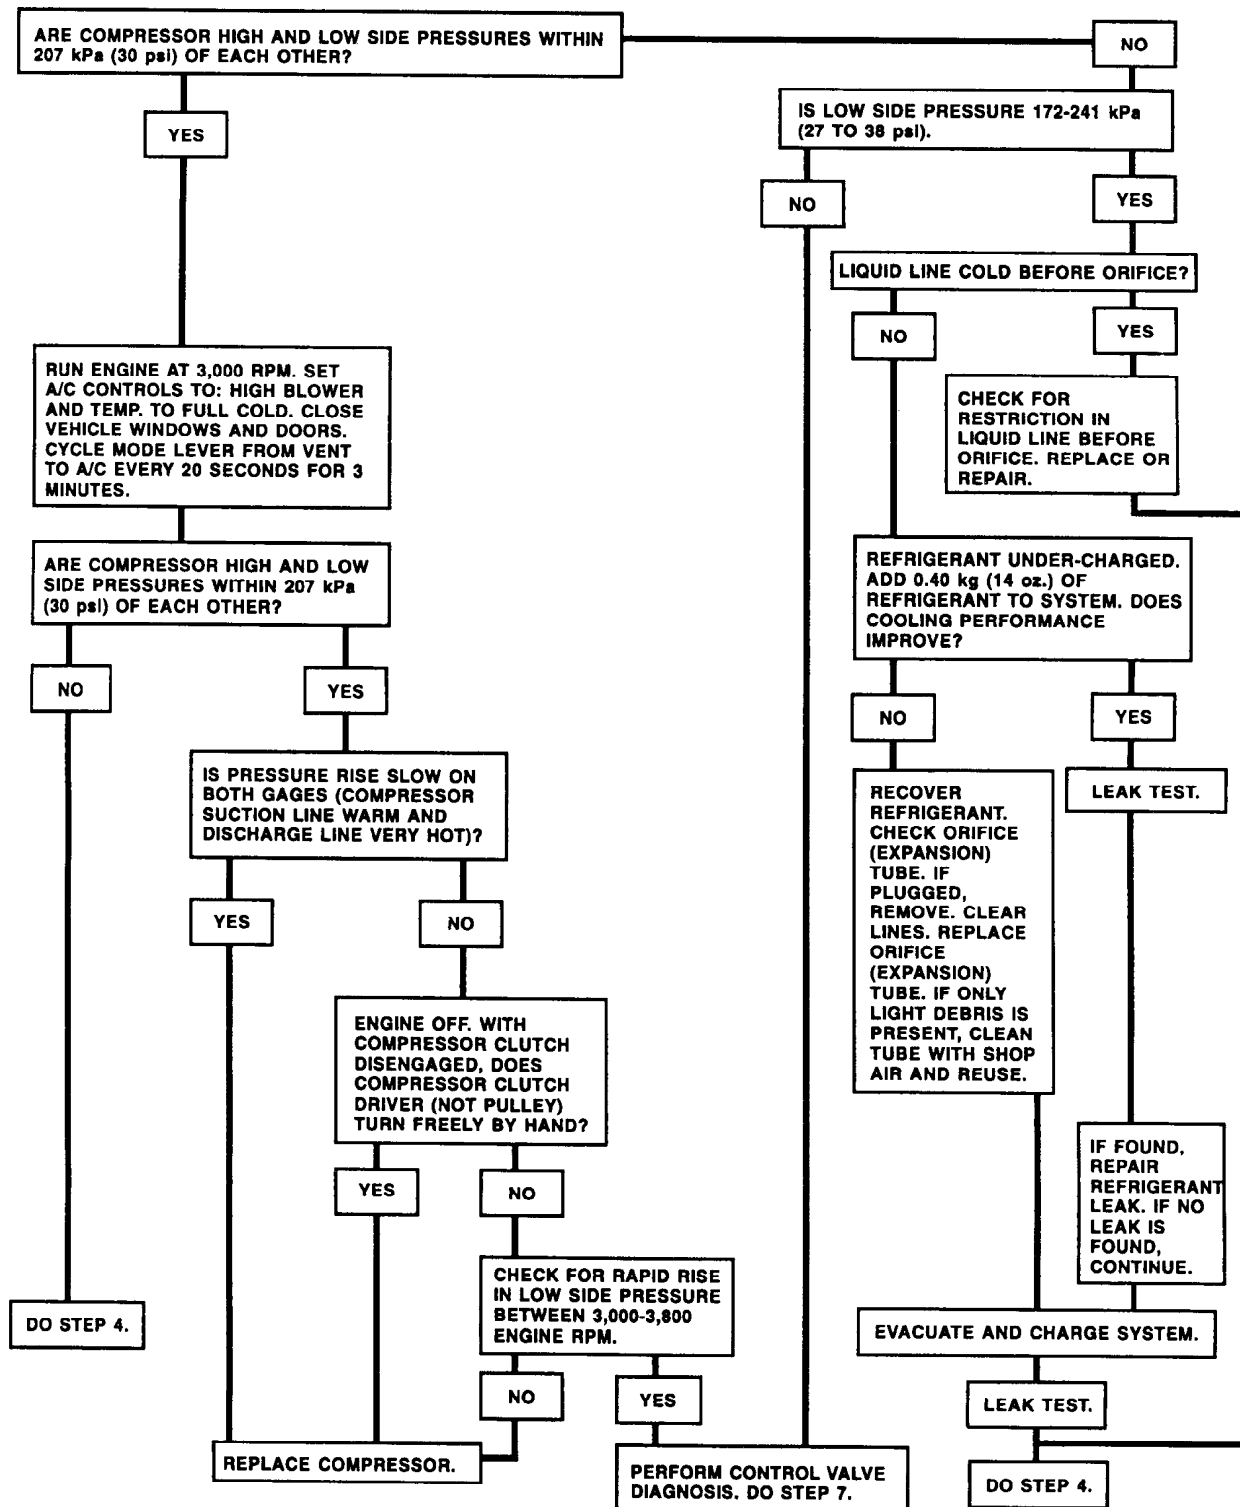 ARE COMPRESSOR HIGH AND LOW SIDE PRESSURES WITHIN
207 kPa (30 psi) OF EACH OTHER?
NO
YES
IS LOW SIDE PRESSURE 172-241 kPa
(27 TO 38 psi).
NO
YES
LIQUID LINE COLD BEFORE ORIFICE?
NO
YES
RUN ENGINE AT 3,000 RPM. SET
A/C CONTROLS TO: HIGH BLOWER
AND TEMP. TO FULL COLD. CLOSE
VEHICLE WINDOWS AND DOORS.
CYCLE MODE LEVER FROM VENT
TO A/C EVERY 20 SECONDS FOR 3
MINUTES.
CHECK FOR
RESTRICTION IN
LIQUID LINE BEFORE
ORIFICE. REPLACE OR
REPAIR.
ARE COMPRESSOR HIGH AND LOW
SIDE PRESSURES WITHIN 207 kPa
(30 psi) OF EACH OTHER?
REFRIGERANT UNDER-CHARGED.
ADD 0.40 kg (14 oz.) OF
REFRIGERANT TO SYSTEM. DOES
COOLING PERFORMANCE
IMPROVE?
NO
YES
NO
YES
IS PRESSURE RISE SLOW ON
BOTH GAGES (COMPRESSOR
SUCTION LINE WARM AND
DISCHARGE LINE VERY HOT)?
RECOVER
REFRIGERANT.
CHECK ORIFICE
(EXPANSION)
TUBE. IF
PLUGGED,
REMOVE. CLEAR
LINES. REPLACE
ORIFICE
(EXPANSION)
TUBE. IF ONLY
LIGHT DEBRIS IS
PRESENT, CLEAN
TUBE WITH SHOP
AIR AND REUSE.
LEAK TEST.
YES
NO
ENGINE OFF. WITH
COMPRESSOR CLUTCH
DISENGAGED, DOES
COMPRESSOR CLUTCH
DRIVER (NOT PULLEY)
TURN FREELY BY HAND?
IF FOUND,
REPAIR
REFRIGERANT
LEAK. IF NO
LEAK IS
FOUND,
CONTINUE.
YES
NO
CHECK FOR RAPID RISE
IN LOW SIDE PRESSURE
BETWEEN 3,000-3,800
ENGINE RPM.
DO STEP 4.
EVACUATE AND CHARGE SYSTEM.
NO
YES
LEAK TEST.
REPLACE COMPRESSOR.
PERFORM CONTROL VALVE
DIAGNOSIS. DO STEP 7.
DO STEP 4.